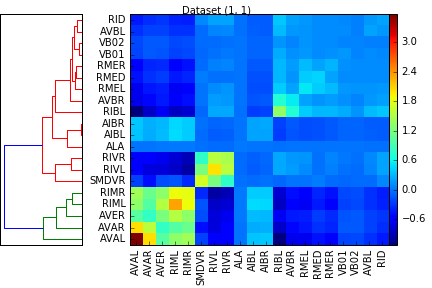 Dataset (1, 1)
RID
AVBL
VB02
VB01
RMER
RMED
RMEL
AVBR
RIBL
AIBR
AIBL
ALA
RIVR
RIVL
SMDVR
RIMR
RIML
AVER
AVAR
AVAL
3.0
2.4
1.8
1.2
0.6
0.0
−0.6
AVAL
AVAR
AVER
RIML
RIMR
SMDVR
RIVL
RIVR
ALA
AIBL
AIBR
RIBL
AVBR
RMEL
RMED
RMER
VB01
VB02
AVBL
RID